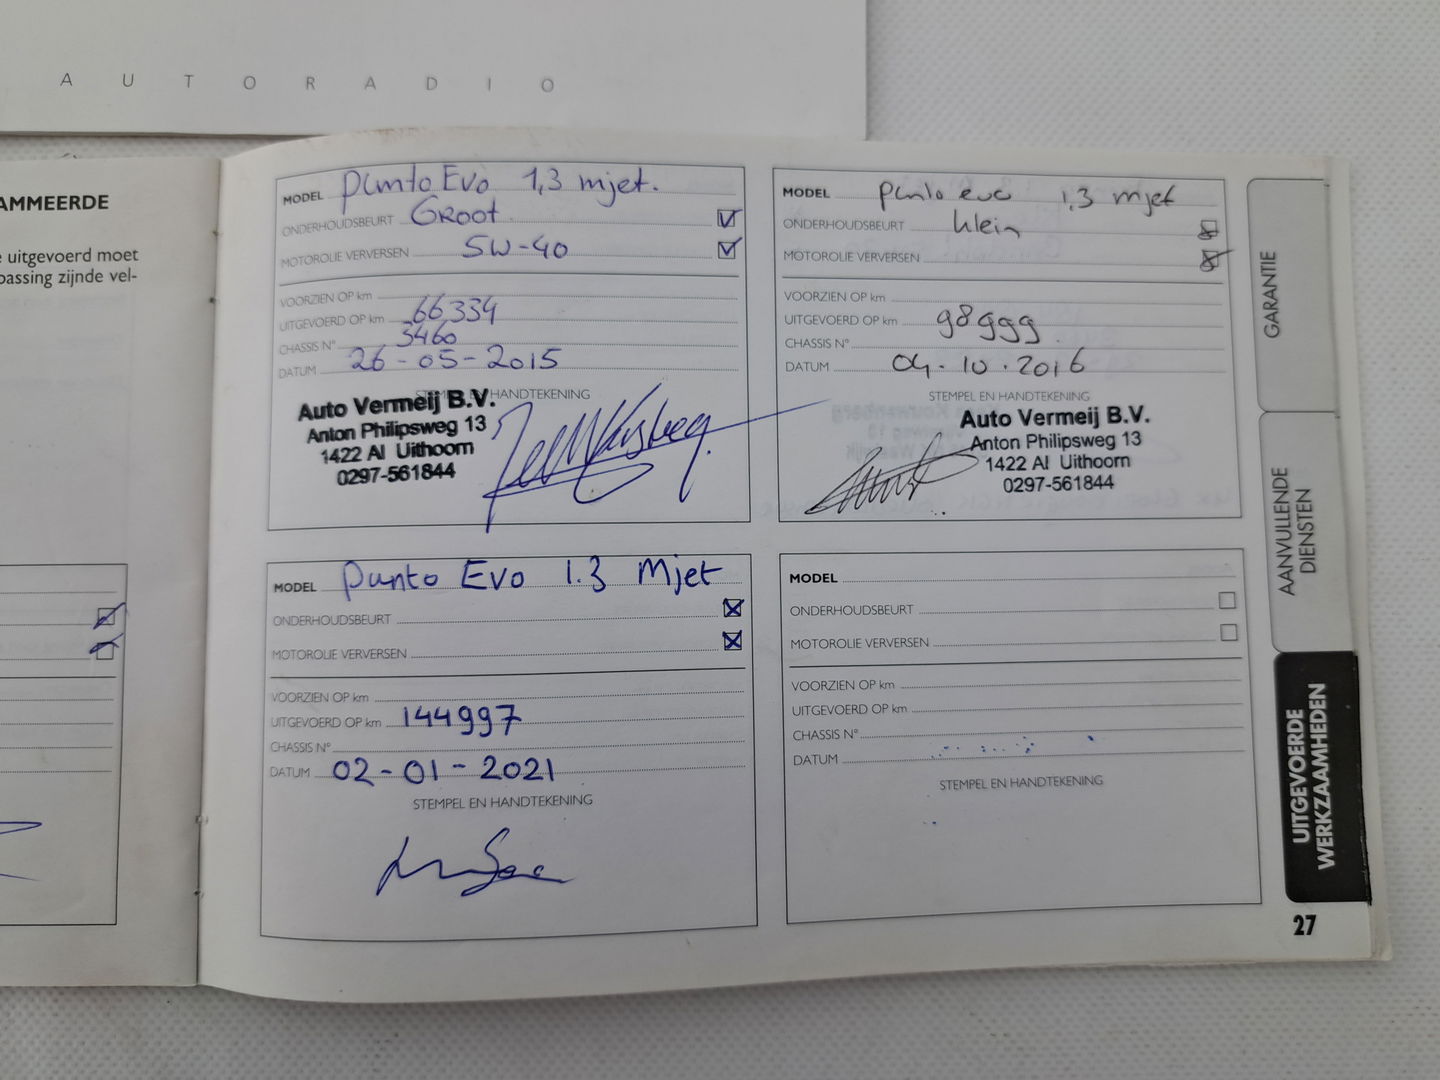 A U T O R A D I O
AMMEERDE
e uitgevoerd moet
passing zijnde vel-
MODEL Punto Evo 1,3 mjet.
ONDERHOUDSBEURT GROOT
MOTOROLIE VERVERSEN 5W-40
VOORZIEN OP km
UITGEVOERD OP km 66,334
CHASSIS N° 3460
DATUM 26-05-2015
STEMPEL EN HANDTEKENING
Auto Vermeij B.V.
Anton Philipsweg 13
1422 Al Uithoorn
0297-561844
MODEL punto evo 1,3 mjet
ONDERHOUDSBEURT klein
MOTOROLIE VERVERSEN
VOORZIEN OP km
UITGEVOERD OP km 98999
CHASSIS N°
DATUM 04-10-2016
STEMPEL EN HANDTEKENING
Auto Vermeij B.V.
Anton Philipsweg 13
1422 Al Uithoorn
0297-561844
MODEL Punto Evo 1.3 Mjet
ONDERHOUDSBEURT
MOTOROLIE VERVERSEN
VOORZIEN OP km
UITGEVOERD OP km 144997
CHASSIS N°
DATUM 02-01-2021
STEMPEL EN HANDTEKENING
MODEL
ONDERHOUDSBEURT
MOTOROLIE VERVERSEN
VOORZIEN OP km
UITGEVOERD OP km
CHASSIS N°
DATUM
STEMPEL EN HANDTEKENING
GARANTIE
AANVULLENDE
DIENSTEN
UITGEVOERDE
WERKZAAMHEDEN
27